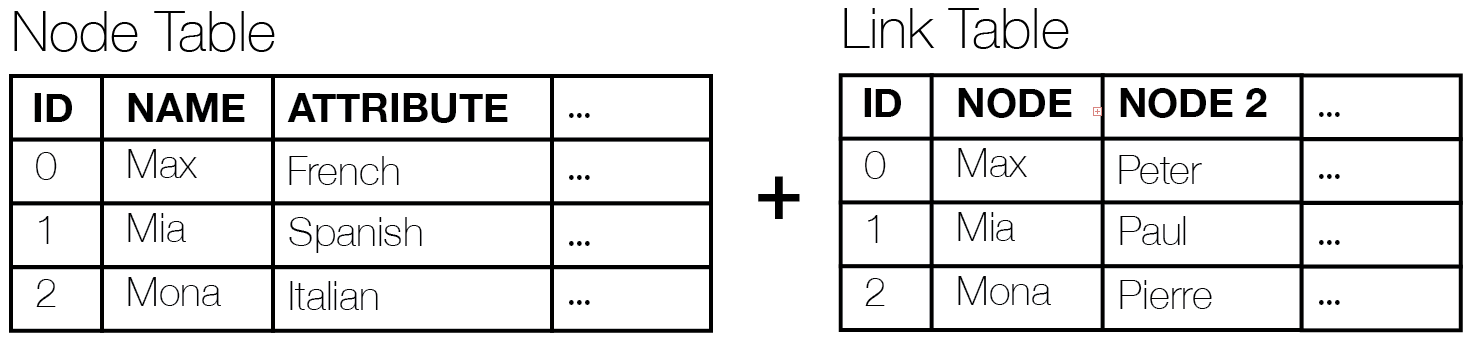 Node Table
ID NAME ATTRIBUTE ...
0 Max French ...
1 Mia Spanish ...
2 Mona Italian ...
+
Link Table
ID NODE NODE 2 ...
0 Max Peter ...
1 Mia Paul ...
2 Mona Pierre ...